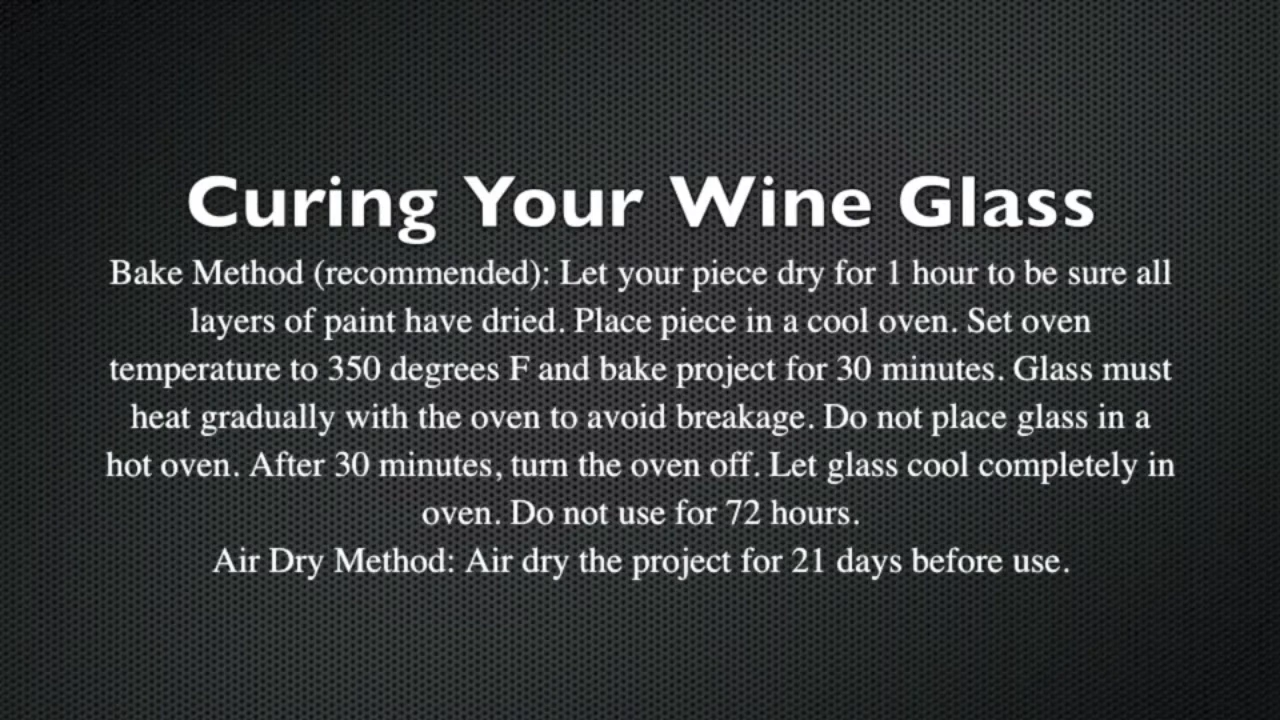 Curing Your Wine Glass
Bake Method (recommended): Let your piece dry for 1 hour to be sure all
layers of paint have dried. Place piece in a cool oven. Set oven
temperature to 350 degrees F and bake project for 30 minutes. Glass must
heat gradually with the oven to avoid breakage. Do not place glass in a
hot oven. After 30 minutes, turn the oven off. Let glass cool completely in
oven. Do not use for 72 hours.
Air Dry Method: Air dry the project for 21 days before use.